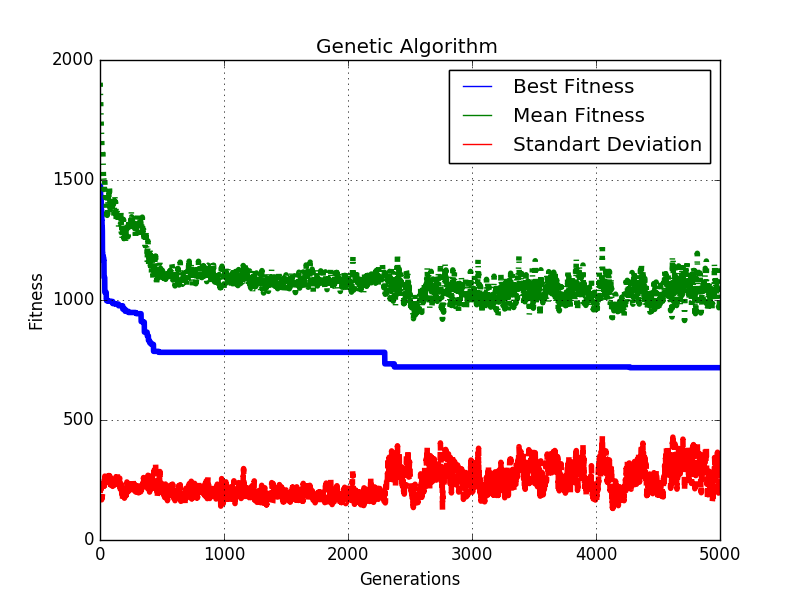 Genetic Algorithm
2000
1500
1000
500
0
Fitness
Best Fitness
Mean Fitness
Standart Deviation
0 1000 2000 3000 4000 5000
Generations